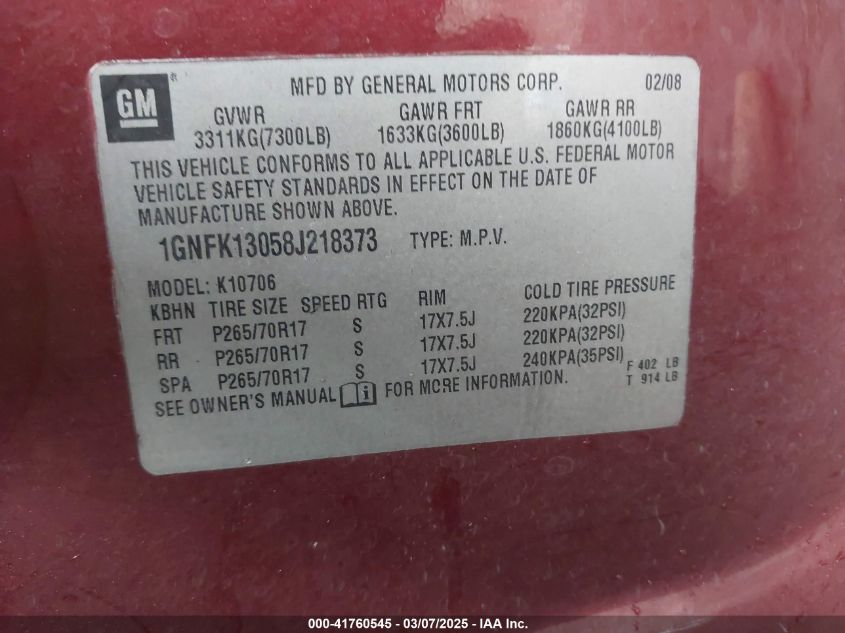 GM ® MFD BY GENERAL MOTORS CORP. 02/08
GVWR GAWR FRT GAWR RR
3311KG(7300LB) 1633KG(3600LB) 1860KG(4100LB)
THIS VEHICLE CONFORMS TO ALL APPLICABLE U.S. FEDERAL MOTOR
VEHICLE SAFETY STANDARDS IN EFFECT ON THE DATE OF
MANUFACTURE SHOWN ABOVE.
1GNFK13058J218373 TYPE: M.P.V.
MODEL: K10706
KBHN TIRE SIZE SPEED RTG RIM COLD TIRE PRESSURE
FRT P265/70R17 S 17X7.5J 220KPA(32PSI)
RR P265/70R17 S 17X7.5J 220KPA(32PSI)
SPA P265/70R17 S 17X7.5J 240KPA(35PSI)
F 402 LB
T 914 LB
SEE OWNER'S MANUAL i FOR MORE INFORMATION.
000-41760545 - 03/07/2025 - IAA Inc.